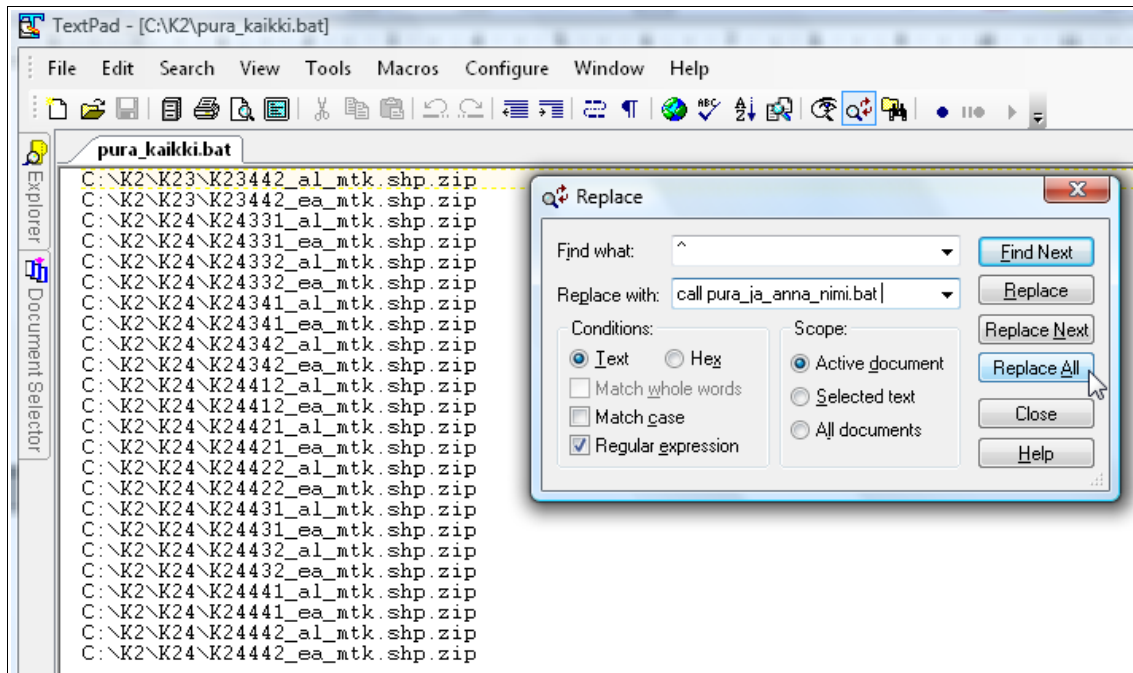 TextPad - [C:\K2\pura_kaikki.bat]
File Edit Search View Tools Macros Configure Window Help
pura_kaikki.bat
Explorer
Document Selector
C:\K2\K23\K23442_al_mtk.shp.zip
C:\K2\K23\K23442_ea_mtk.shp.zip
C:\K2\K24\K24331_al_mtk.shp.zip
C:\K2\K24\K24331_ea_mtk.shp.zip
C:\K2\K24\K24332_al_mtk.shp.zip
C:\K2\K24\K24332_ea_mtk.shp.zip
C:\K2\K24\K24341_al_mtk.shp.zip
C:\K2\K24\K24341_ea_mtk.shp.zip
C:\K2\K24\K24342_al_mtk.shp.zip
C:\K2\K24\K24342_ea_mtk.shp.zip
C:\K2\K24\K24412_al_mtk.shp.zip
C:\K2\K24\K24412_ea_mtk.shp.zip
C:\K2\K24\K24421_al_mtk.shp.zip
C:\K2\K24\K24421_ea_mtk.shp.zip
C:\K2\K24\K24422_al_mtk.shp.zip
C:\K2\K24\K24422_ea_mtk.shp.zip
C:\K2\K24\K24431_al_mtk.shp.zip
C:\K2\K24\K24431_ea_mtk.shp.zip
C:\K2\K24\K24432_al_mtk.shp.zip
C:\K2\K24\K24432_ea_mtk.shp.zip
C:\K2\K24\K24441_al_mtk.shp.zip
C:\K2\K24\K24441_ea_mtk.shp.zip
C:\K2\K24\K24442_al_mtk.shp.zip
C:\K2\K24\K24442_ea_mtk.shp.zip
Replace
Find what: ^
Find Next
Replace with: call pura_ja_anna_nimi.bat
Replace
Conditions:
Text Hex
Match whole words
Match case
Regular expression
Scope:
Active document
Selected text
All documents
Replace Next
Replace All
Close
Help